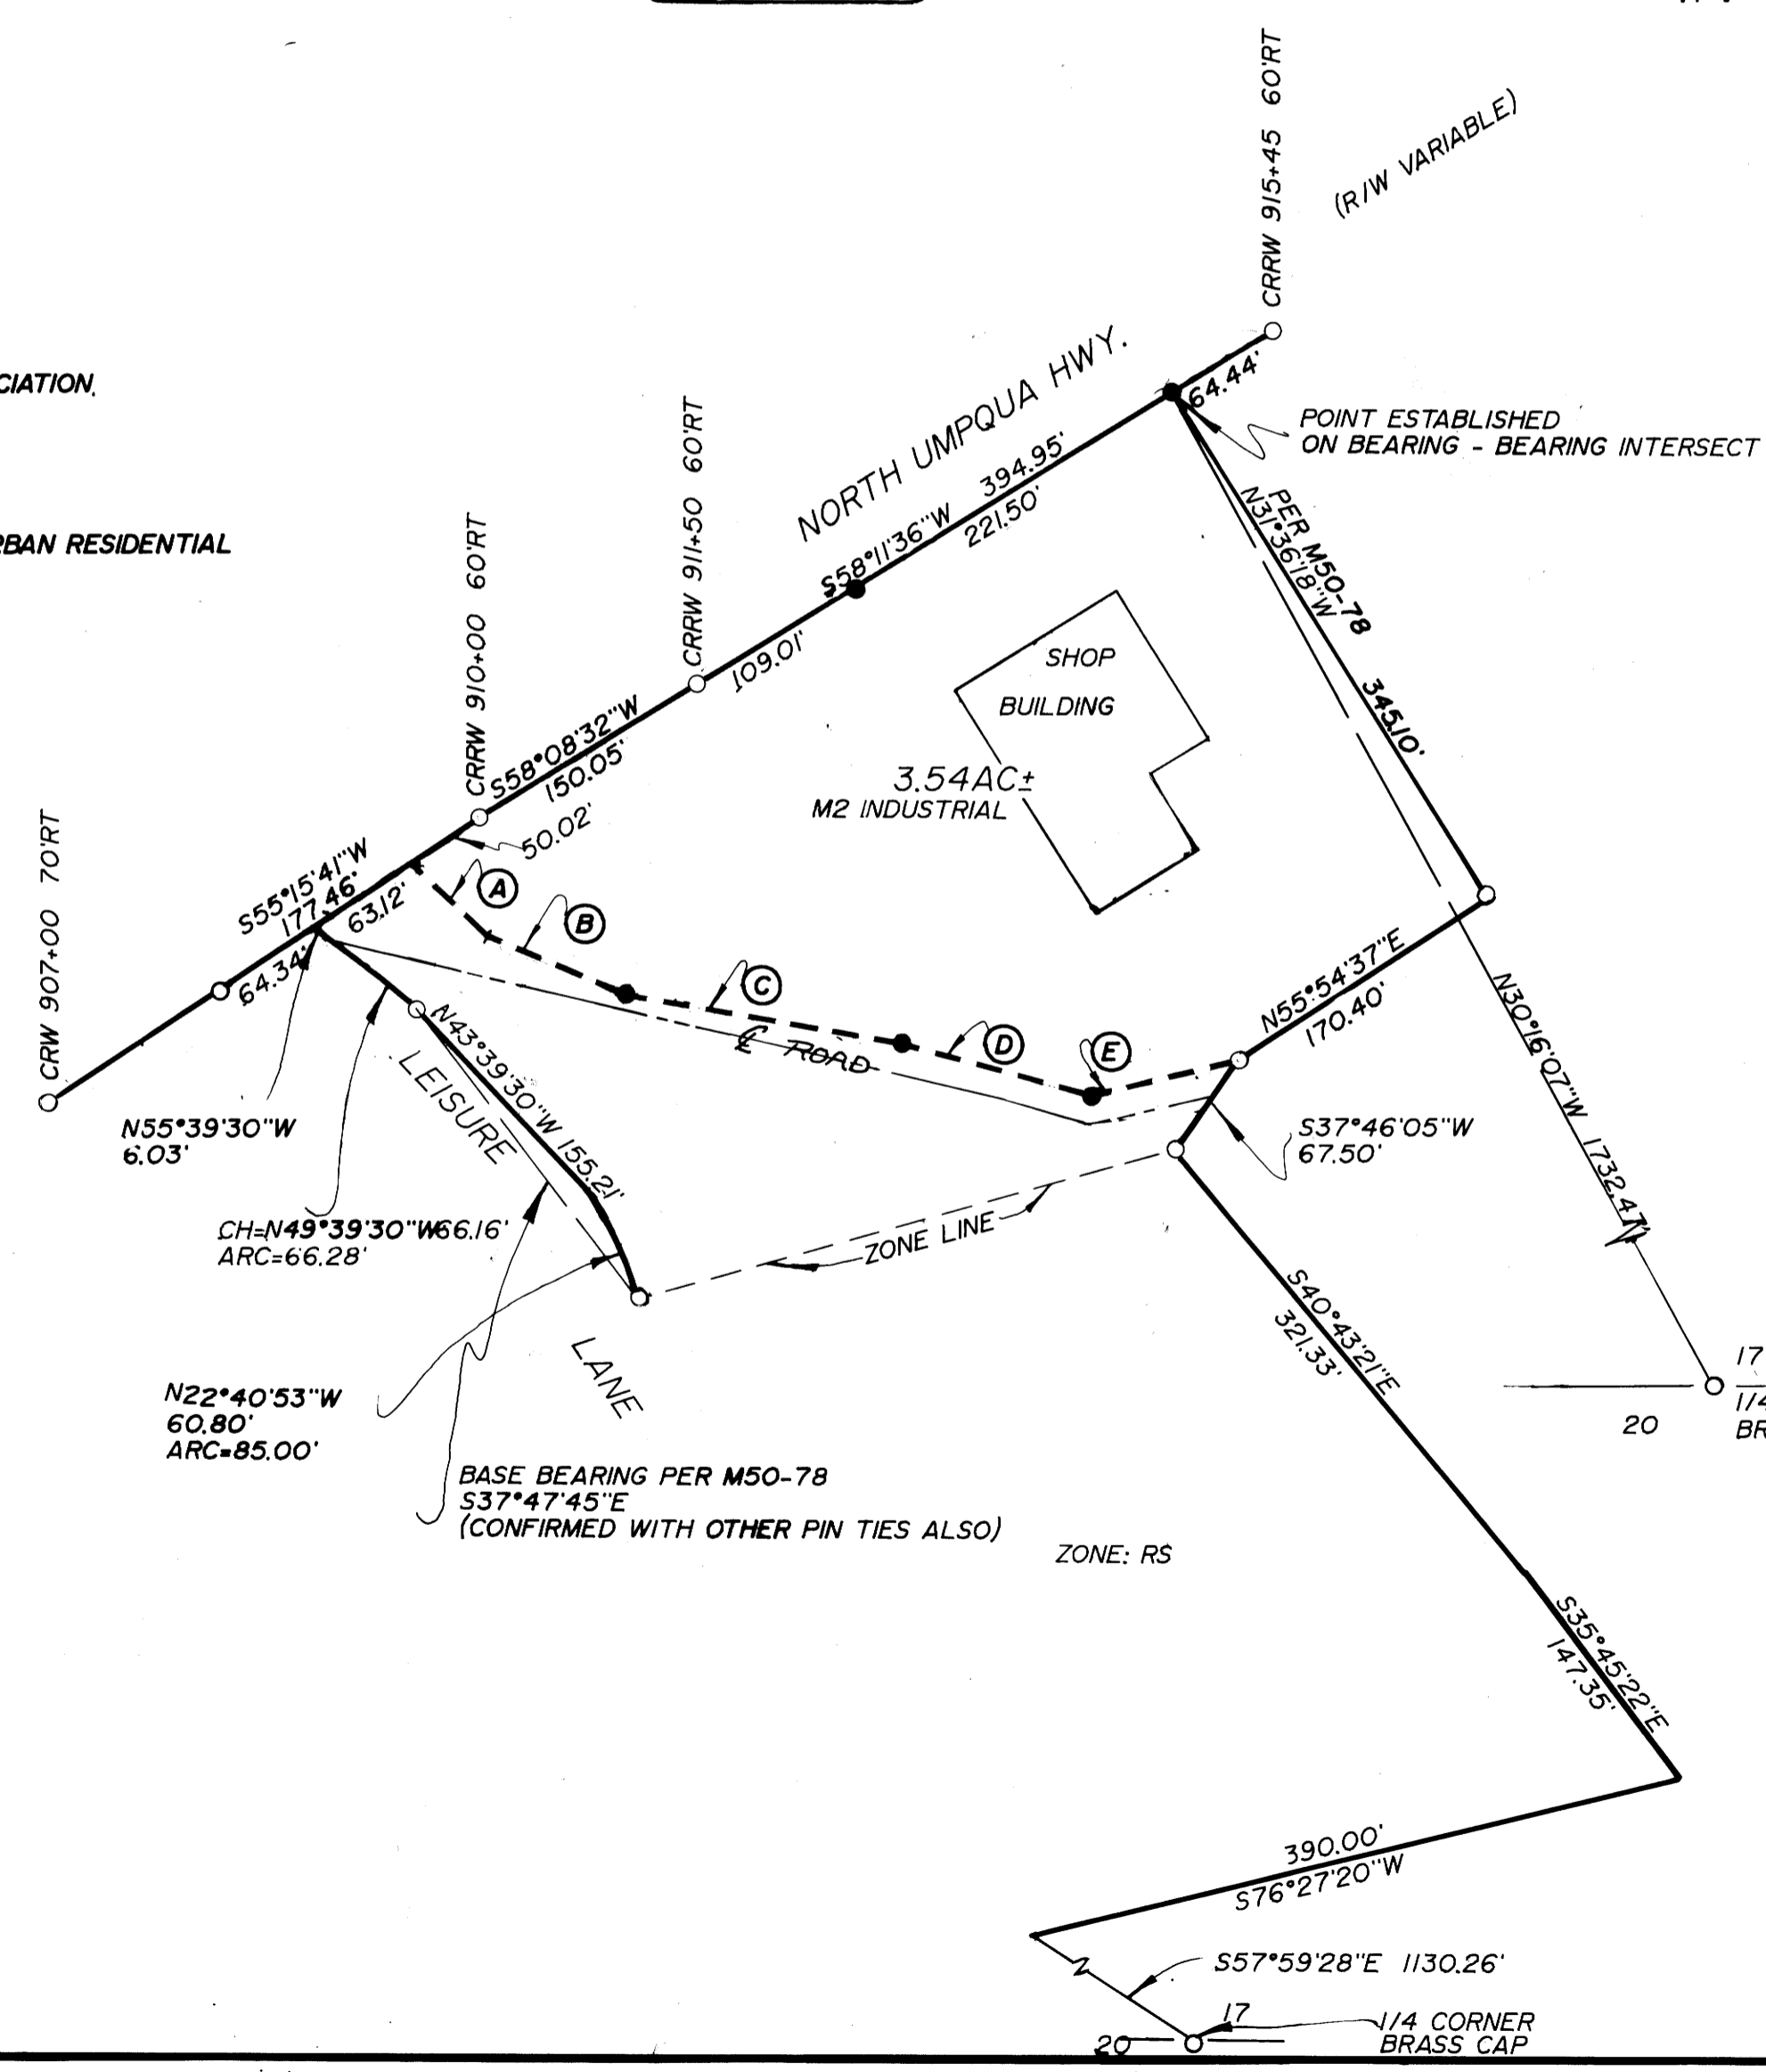 CRRW 915+45 60'RT
(R/W VARIABLE)
CIATION.
NORTH UMPQUA HWY.
64.44'
POINT ESTABLISHED
ON BEARING - BEARING INTERSECT
CRRW 911+50 60'RT
394.95'
S58°11'36"W
221.50'
PER M50-78
N31°36'18"W
345.10'
RBAN RESIDENTIAL
CRRW 910+00 60'RT
109.01'
SHOP
BUILDING
3.54AC±
M2 INDUSTRIAL
S58°08'32"W
150.05'
50.02'
CRW 907+00 70'RT
S55°15'41"W
177.46'
63.12'
64.34'
A
B
C
D
E
℄ ROAD
N55°54'37"E
170.40'
N30°16'07"W 1732.47'
N43°39'30"W 155.21'
LEISURE
LANE
N55°39'30"W
6.03'
S37°46'05"W
67.50'
CH=N49°39'30"W66.16'
ARC=66.28'
ZONE LINE
S40°43'21"E
321.33'
N22°40'53"W
60.80'
ARC=85.00'
17
1/4
20
BR
BASE BEARING PER M50-78
S37°47'45"E
(CONFIRMED WITH OTHER PIN TIES ALSO)
ZONE: RS
S35°45'22"E
147.35'
390.00'
S76°27'20"W
S57°59'28"E 1130.26'
17
20
1/4 CORNER
BRASS CAP